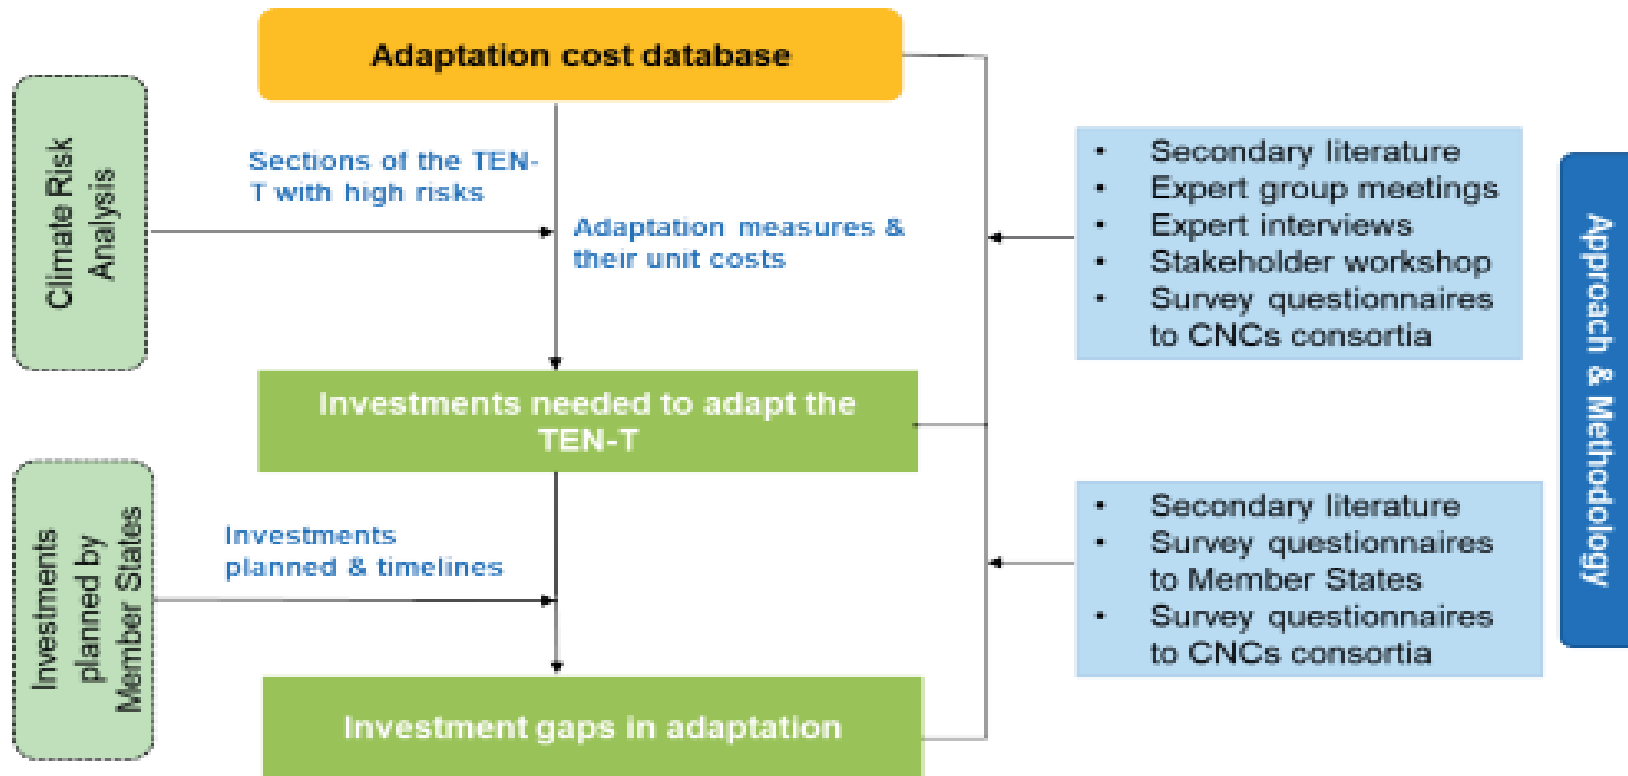 Adaptation cost database
Climate Risk
Analysis
Sections of the TEN-
T with high risks
Adaptation measures &
their unit costs
• Secondary literature
• Expert group meetings
• Expert interviews
• Stakeholder workshop
• Survey questionnaires
to CNCs consortia
Approach & Methodology
Investments needed to adapt the
TEN-T
Investments
planned by
Member States
Investments
planned & timelines
• Secondary literature
• Survey questionnaires
to Member States
• Survey questionnaires
to CNCs consortia
Investment gaps in adaptation